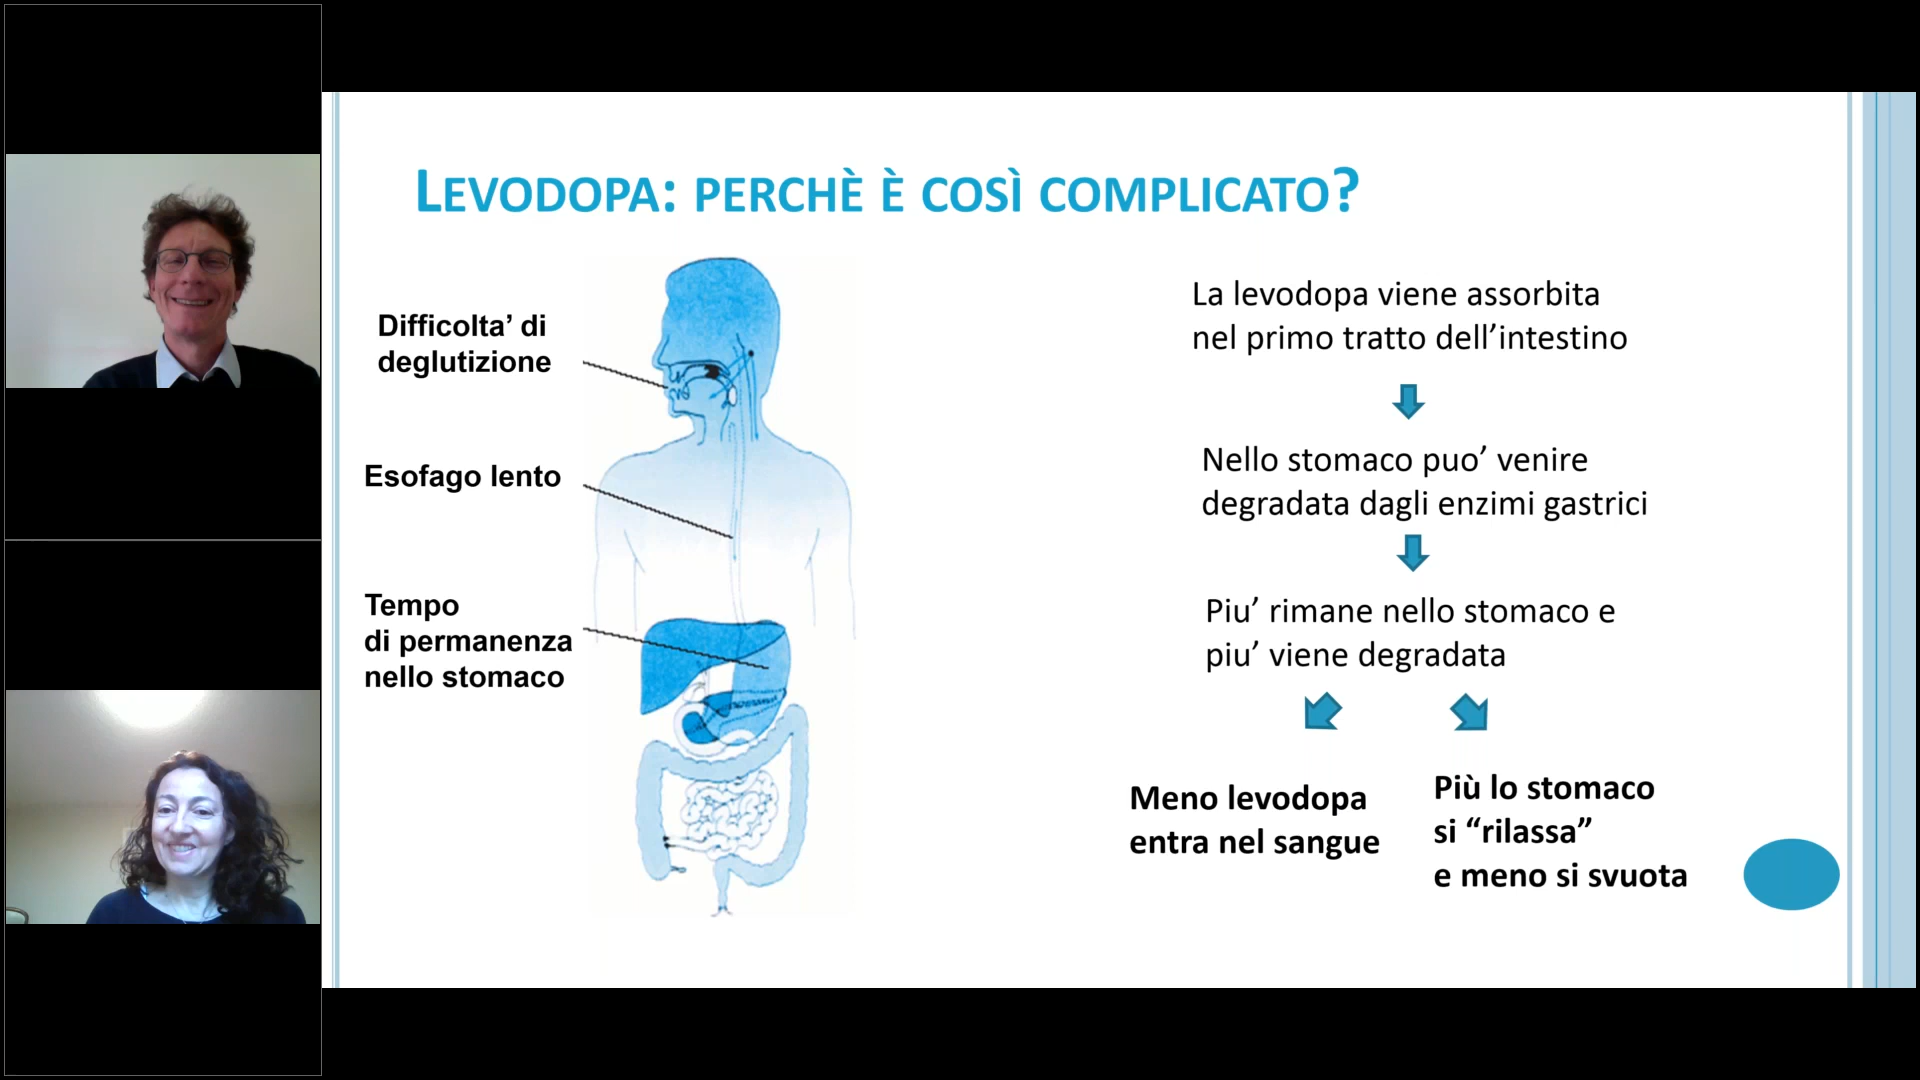 LEVODOPA: PERCHÈ È COSÌ COMPLICATO?
Difficolta’ di
deglutizione
Esofago lento
Tempo
di permanenza
nello stomaco
La levodopa viene assorbita
nel primo tratto dell’intestino
Nello stomaco puo’ venire
degradata dagli enzimi gastrici
Piu’ rimane nello stomaco e
piu’ viene degradata
Meno levodopa
entra nel sangue
Più lo stomaco
si “rilassa”
e meno si svuota